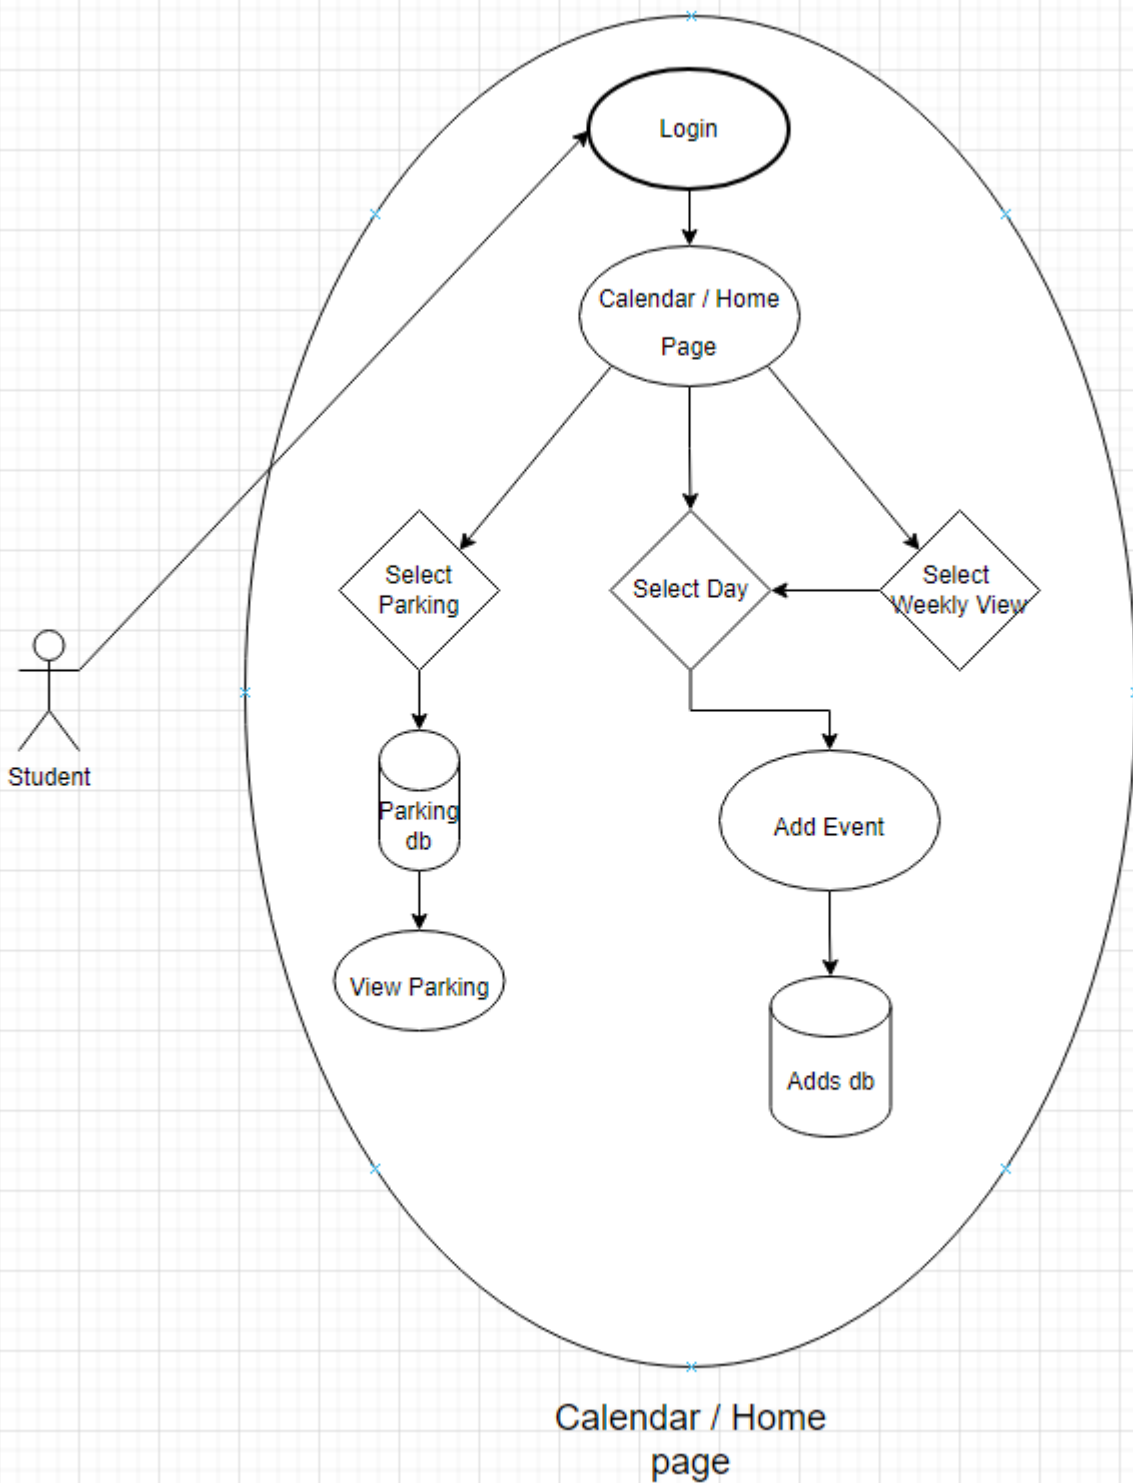 Login
Calendar / Home
Page
Select
Parking
Select Day
Select
Weekly View
Student
Parking
db
Add Event
View Parking
Adds db
Calendar / Home
page